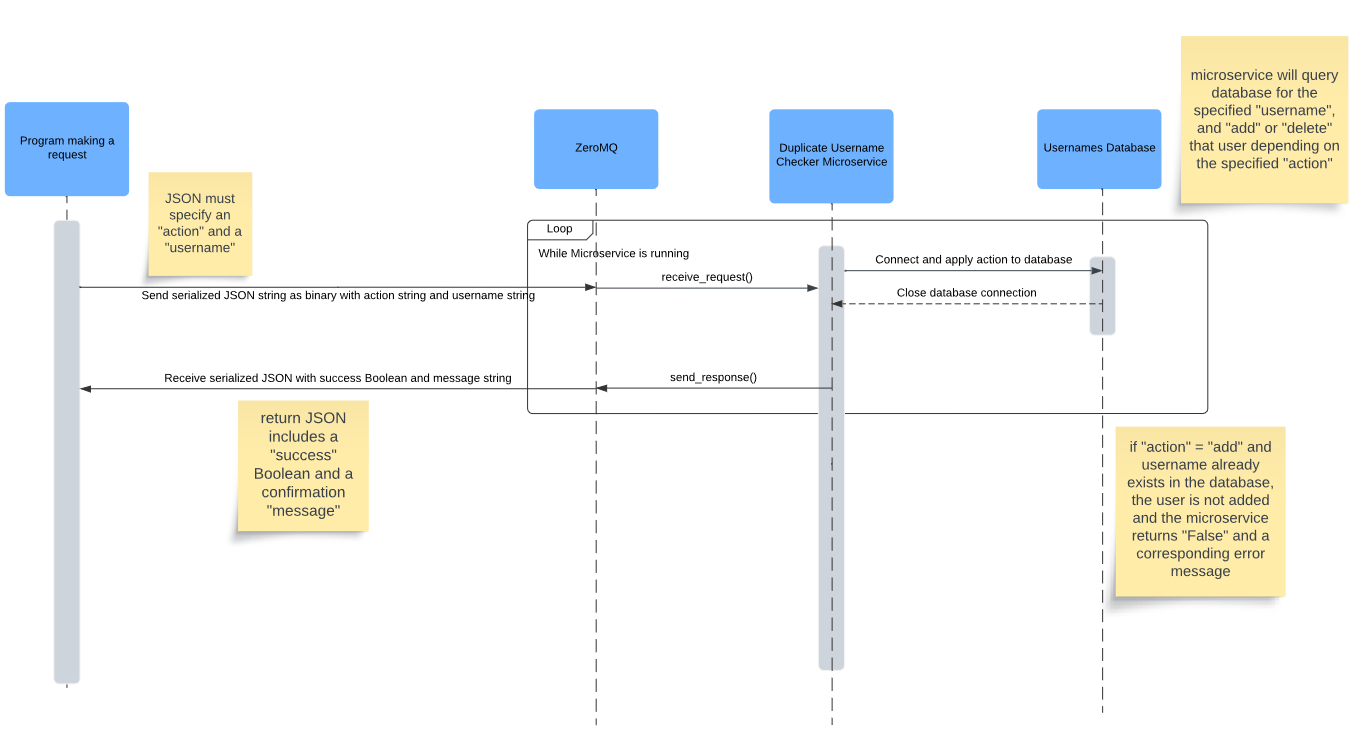 microservice will query
database for the
specified "username",
and "add" or "delete"
that user depending on
the specified "action"
Program making a
request
ZeroMQ
Duplicate Username
Checker Microservice
Usernames Database
JSON must
specify an
"action" and a
"username"
Loop
While Microservice is running
Connect and apply action to database
receive_request()
Send serialized JSON string as binary with action string and username string
Close database connection
Receive serialized JSON with success Boolean and message string
send_response()
return JSON
includes a
"success"
Boolean and a
confirmation
"message"
if "action" = "add" and
username already
exists in the database,
the user is not added
and the microservice
returns "False" and a
corresponding error
message